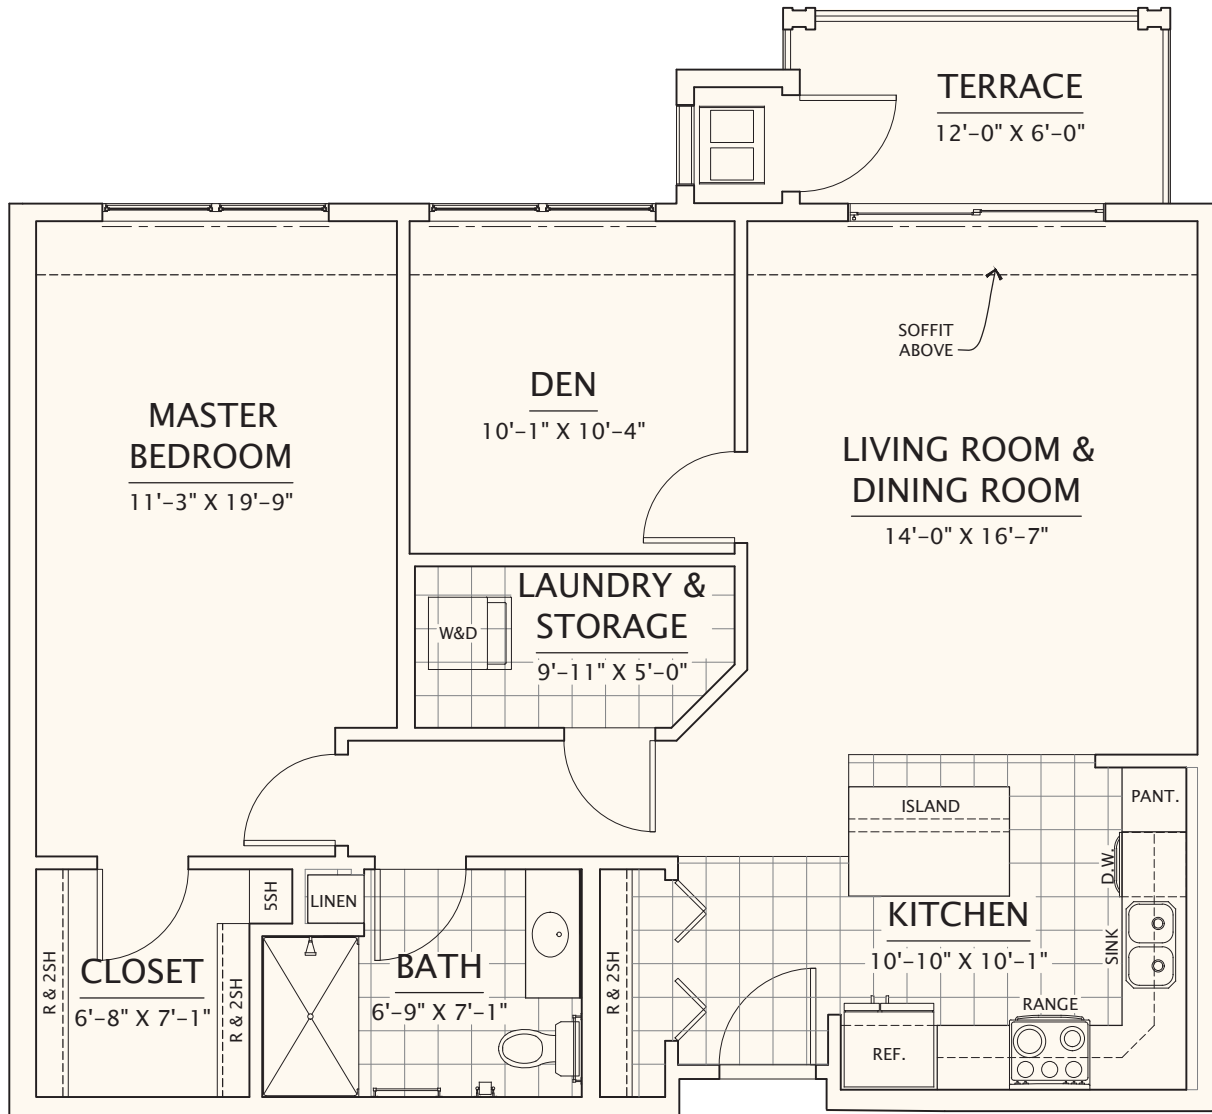 TERRACE
12'-0" X 6'-0"
SOFFIT
ABOVE
DEN
10'-1" X 10'-4"
MASTER
BEDROOM
11'-3" X 19'-9"
LIVING ROOM &
DINING ROOM
14'-0" X 16'-7"
LAUNDRY &
STORAGE
9'-11" X 5'-0"
W&D
ISLAND
PANT.
D.W.
SINK
KITCHEN
10'-10" X 10'-1"
RANGE
REF.
5SH
LINEN
R & 2SH
CLOSET
6'-8" X 7'-1"
R & 2SH
BATH
6'-9" X 7'-1"
R & 2SH